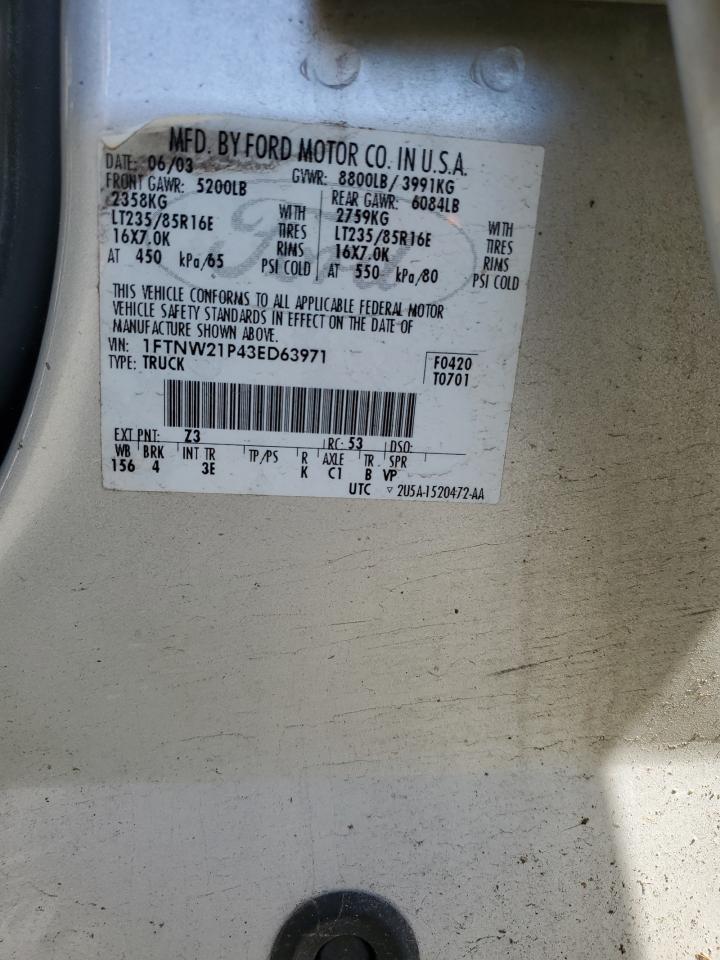 MFD. BY FORD MOTOR CO. IN U.S.A.
DATE: 06/03 GVWR: 8800LB / 3991KG
FRONT GAWR: 5200LB REAR GAWR: 6084LB
2358KG WITH 2759KG WITH
LT235/85R16E TIRES LT235/85R16E TIRES
16X7.0K RIMS 16X7.0K RIMS
AT 450 kPa/65 PSI COLD AT 550 kPa/80 PSI COLD
Ford
THIS VEHICLE CONFORMS TO ALL APPLICABLE FEDERAL MOTOR
VEHICLE SAFETY STANDARDS IN EFFECT ON THE DATE OF
MANUFACTURE SHOWN ABOVE.
VIN: 1FTNW21P43ED63971 F0420
TYPE: TRUCK T0701
EXT PNT: Z3 RC: 53 DSO:
WB BRK INT TR TP/PS R AXLE TR SPR
156 4 3E K C1 B VP
UTC ▿ 2U5A-1520472-AA